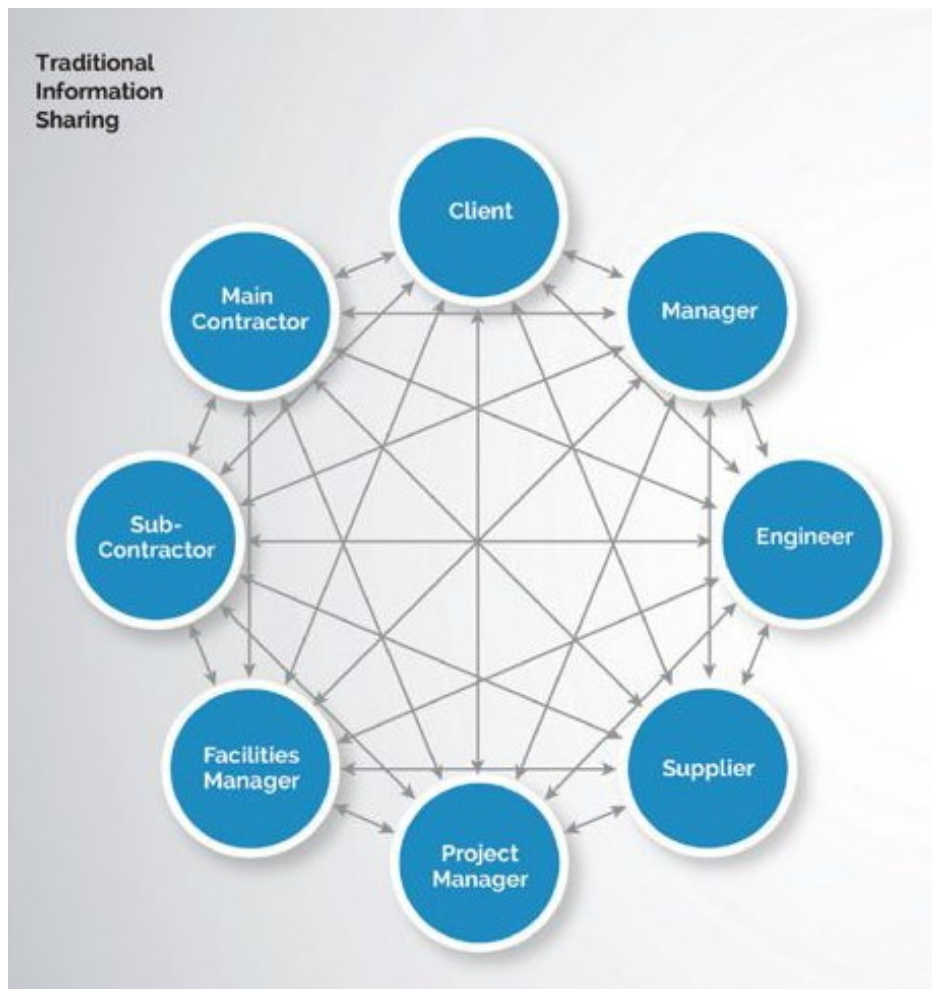 Traditional
Information
Sharing
Client
Main
Contractor
Manager
Sub-
Contractor
Engineer
Facilities
Manager
Supplier
Project
Manager